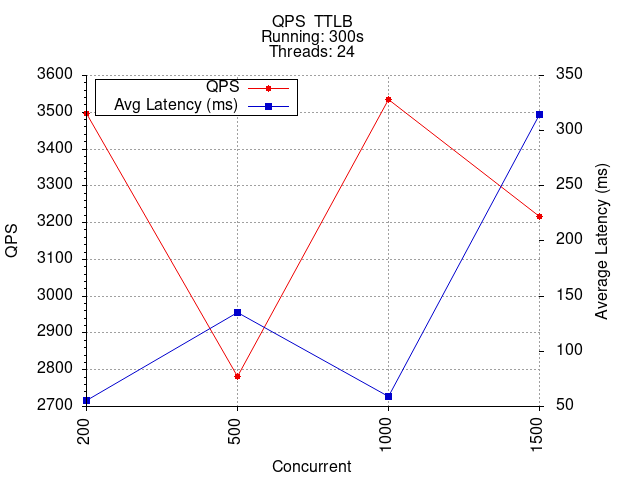 QPS  TTLB
Running: 300s
Threads: 24
QPS
Avg Latency (ms)
3600
3500
3400
3300
3200
3100
3000
2900
2800
2700
QPS
350
300
250
200
150
100
50
Average Latency (ms)
200
500
1000
1500
Concurrent